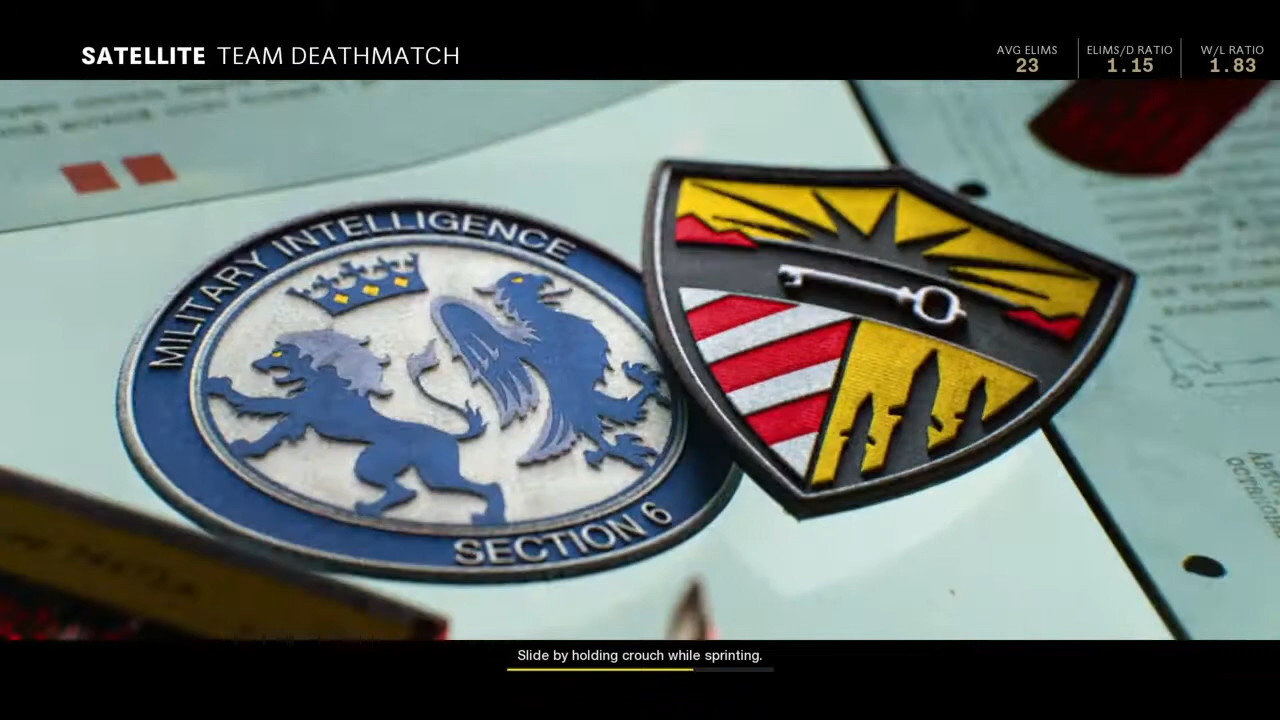 SATELLITE TEAM DEATHMATCH
AVG ELIMS
23
ELIMS/D RATIO
1.15
W/L RATIO
1.83
MILITARY INTELLIGENCE
SECTION 6
Slide by holding crouch while sprinting.